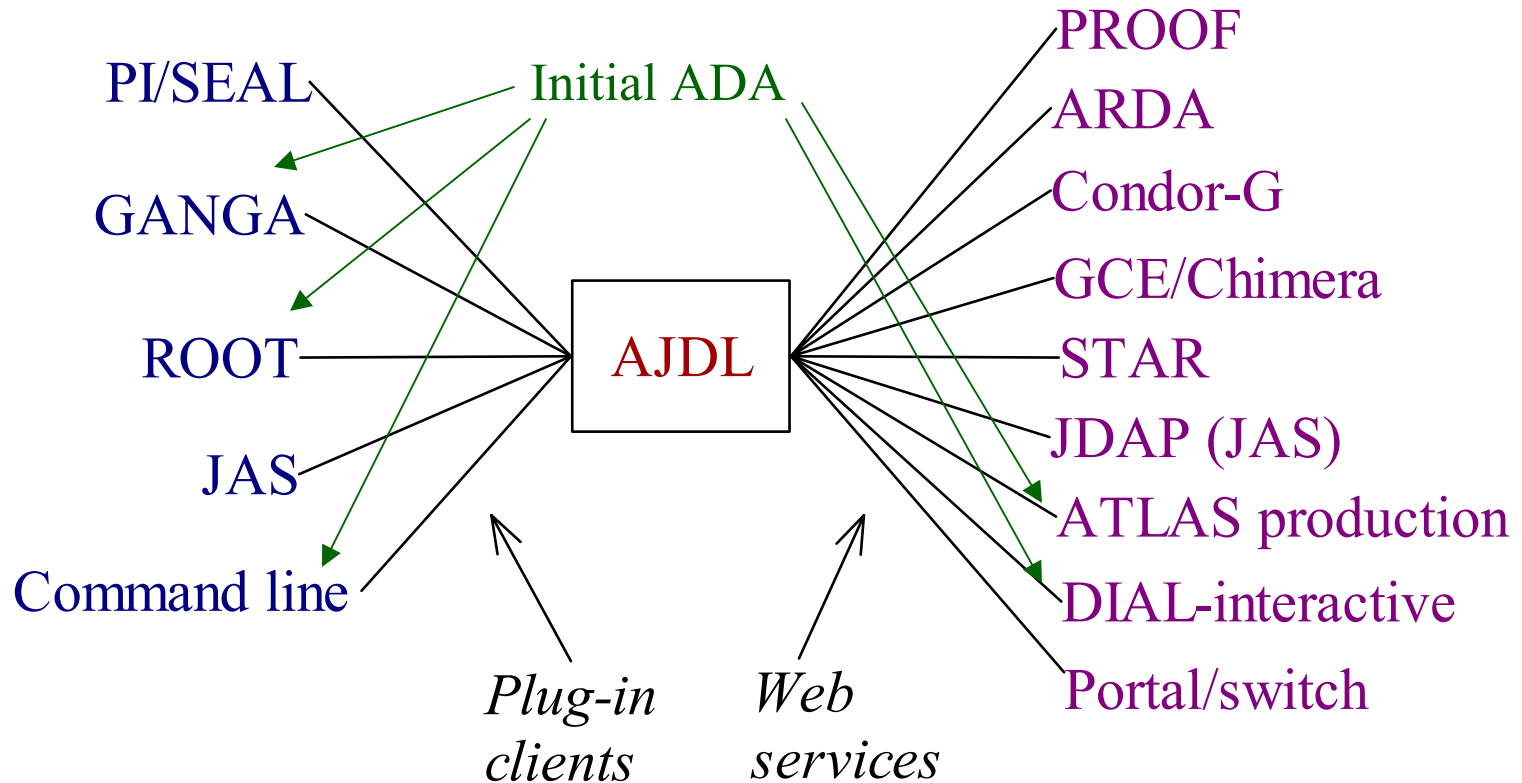 PI/SEAL
GANGA
ROOT
JAS
Command line
Initial ADA
AJDL
Plug-in
clients
Web
services
PROOF
ARDA
Condor-G
GCE/Chimera
STAR
JDAP (JAS)
ATLAS production
DIAL-interactive
Portal/switch